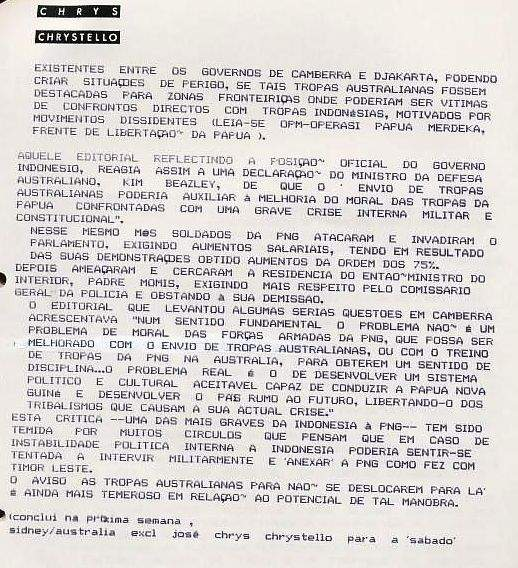 CHRYS
CHRYSTELLO
EXISTENTES ENTRE OS GOVERNOS DE CAMBERRA E DJAKARTA, PODENDO
CRIAR SITUAÇOES DE PERIGO, SE TAIS TROPAS AUSTRALIANAS FOSSEM
DESTACADAS PARA ZONAS FRONTEIRIÇAS ONDE PODERIAM SER VITIMAS
DE CONFRONTOS DIRECTOS COM TROPAS INDONéSIAS, MOTIVADOS POR
MOVIMENTOS DISSIDENTES (LEIA-SE OPM-OPERASI PAPUA MERDEKA,
FRENTE DE LIBERTAÇAO~ DA PAPUA ).
AQUELE EDITORIAL REFLECTINDO A POSIÇAO~ OFICIAL DO GOVERNO
INDONESIO, REAGIA ASSIM A UMA DECLARAÇAO~ DO MINISTRO DA DEFESA
AUSTRALIANO, KIM BEAZLEY, DE QUE O ' ENVIO DE TROPAS
AUSTRALIANAS PODERIA AUXILIAR à MELHORIA DO MORAL DAS TROPAS DA
PAPUA CONFRONTADAS COM UMA GRAVE CRISE INTERNA MILITAR E
CONSTITUCIONAL".
NESSE MESMO MêS SOLDADOS DA PNG ATACARAM E INVADIRAM O
PARLAMENTO, EXIGINDO AUMENTOS SALARIAIS, TENDO EM RESULTADO
DAS SUAS DEMONSTRAÇOES OBTIDO AUMENTOS DA ORDEM DOS 75%.
DEPOIS AMEAÇARAM E CERCARAM A RESIDENCIA DO ENTAO~MINISTRO DO
INTERIOR, PADRE MOMIS, EXIGINDO MAIS RESPEITO PELO COMISSARIO
GERAL DA POLICIA E OBSTANDO à SUA DEMISSAO.
O EDITORIAL QUE LEVANTOU ALGUMAS SERIAS QUESTOES EM CAMBERRA
ACRESCENTAVA "NUM SENTIDO FUNDAMENTAL O PROBLEMA NAO~ é UM
PROBLEMA DE MORAL DAS FORÇAS ARMADAS DA PNG, QUE POSSA SER
MELHORADO COM O ENVIO DE TROPAS AUSTRALIANAS, OU COM O TREINO
DE TROPAS DA PNG NA AUSTRALIA, PARA OBTEREM UM SENTIDO DE
DISCIPLINA...O PROBLEMA REAL é O DE DESENVOLVER UM SISTEMA
POLITICO E CULTURAL ACEITAVEL CAPAZ DE CONDUZIR A PAPUA NOVA
GUINé E DESENVOLVER O PAíS RUMO AO FUTURO, LIBERTANDO-O DOS
TRIBALISMOS QUE CAUSAM A SUA ACTUAL CRISE."
ESTA CRITICA --UMA DAS MAIS GRAVES DA INDONESIA à PNG-- TEM SIDO
TEMIDA POR MUITOS CIRCULOS QUE PENSAM QUE EM CASO DE
INSTABILIDADE POLITICA INTERNA A INDONESIA PODERIA SENTIR-SE
TENTADA A INTERVIR MILITARMENTE E 'ANEXAR' A PNG COMO FEZ COM
TIMOR LESTE.
O AVISO AS TROPAS AUSTRALIANAS PARA NAO~ SE DESLOCAREM PARA LA'
é AINDA MAIS TEMEROSO EM RELAÇAO~ AO POTENCIAL DE TAL MANOBRA.
(conclui na próxima semana ,
sidney/australia excl josé chrys chrystello para a 'sabado'